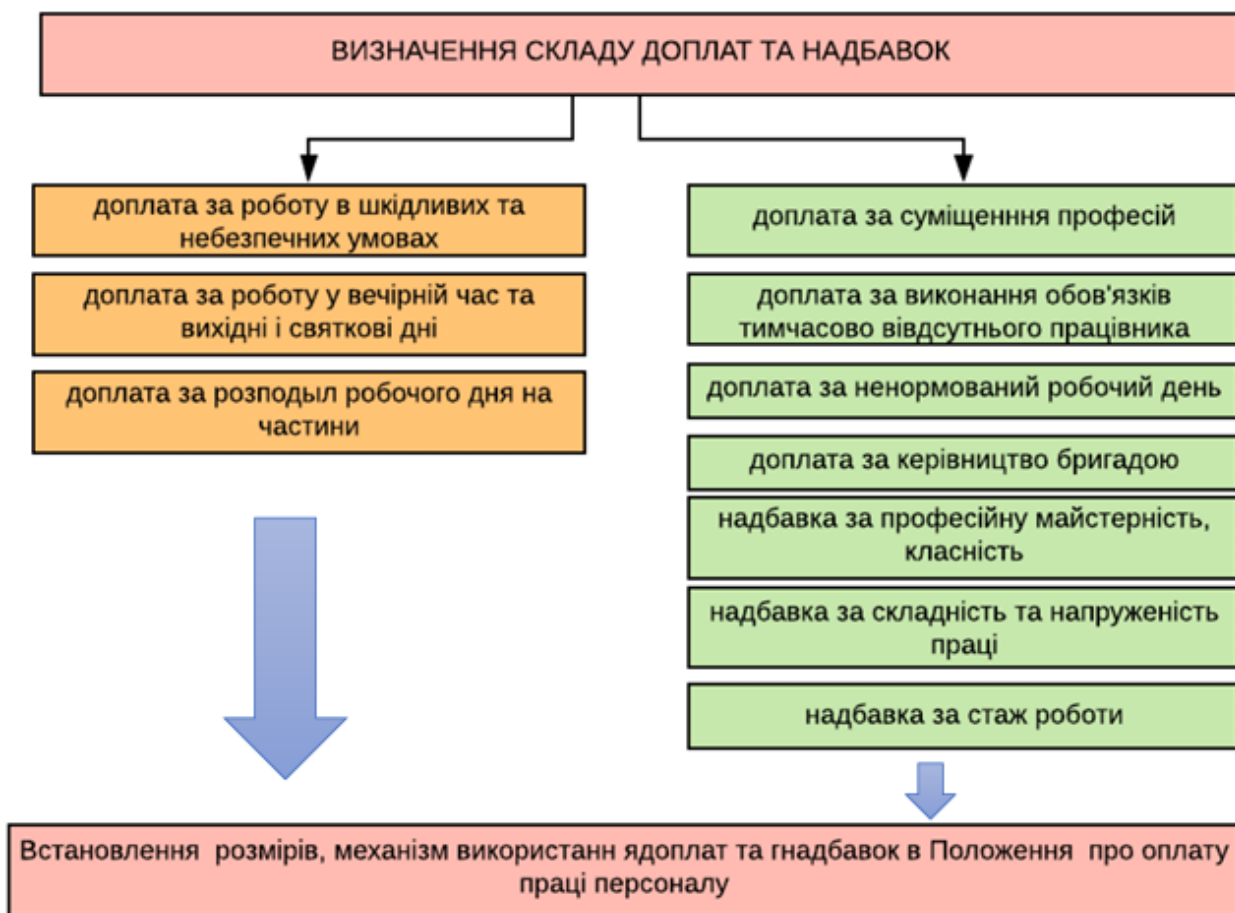 ВИЗНАЧЕННЯ СКЛАДУ ДОПЛАТ ТА НАДБАВОК
доплата за роботу в шкідливих та
небезпечних умовах
доплата за роботу у вечірній час та
вихідні і святкові дні
доплата за розподыл робочого дня на
частини
доплата за суміщенння професій
доплата за виконання обов'язків
тимчасово вівдсутнього працівника
доплата за ненормований робочий день
доплата за керівництво бригадою
надбавка за професійну майстерність,
класність
надбавка за складність та напруженість
праці
надбавка за стаж роботи
Встановлення розмірів, механізм використанн ядоплат та гнадбавок в Положення про оплату
праці персоналу